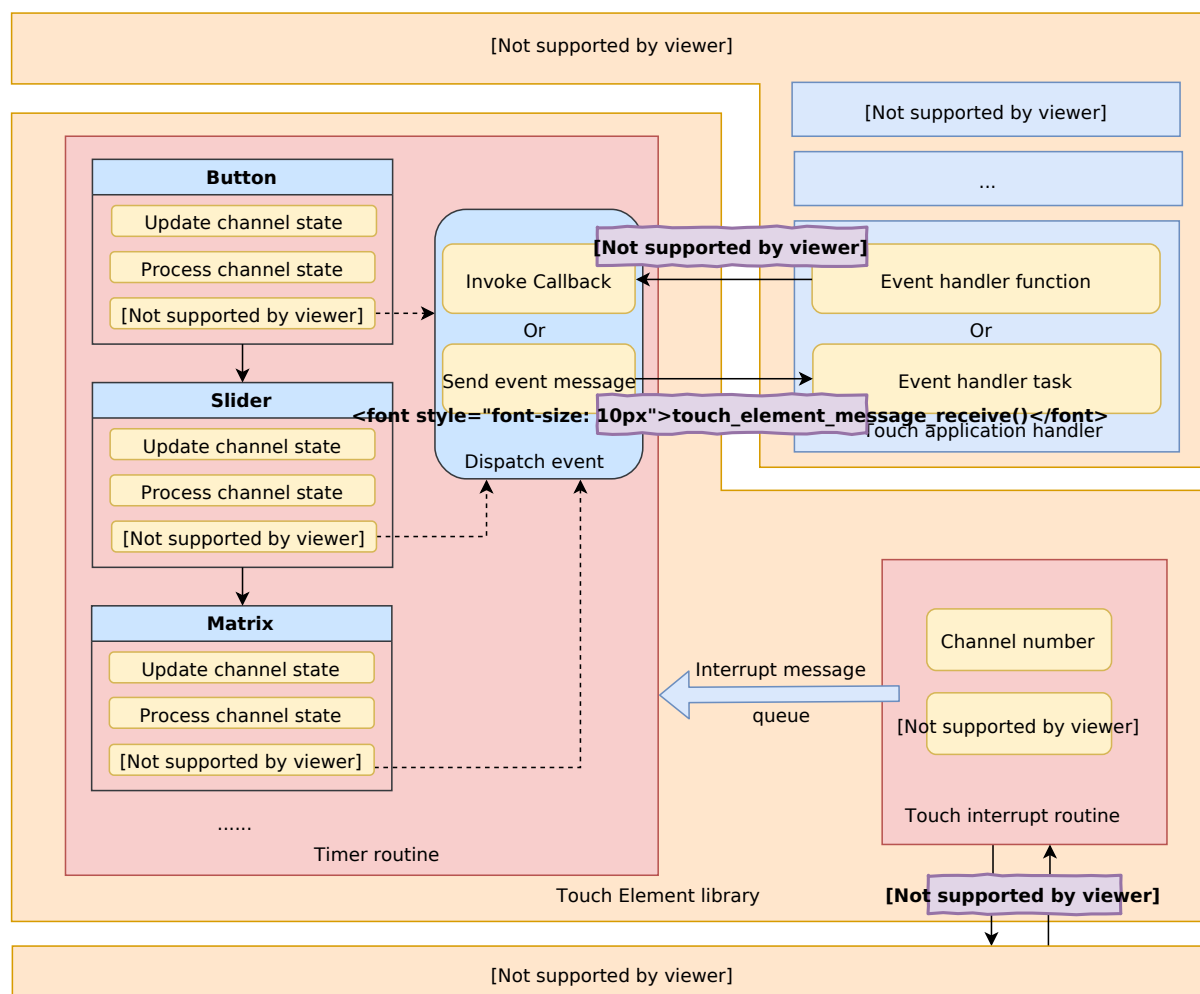 [Not supported by viewer]
[Not supported by viewer]
...
Button
Update channel state
Process channel state
[Not supported by viewer]
Slider
Update channel state
Process channel state
[Not supported by viewer]
Matrix
Update channel state
Process channel state
[Not supported by viewer]
......
Timer routine
Invoke Callback
Or
Send event message
Dispatch event
[Not supported by viewer]
Event handler function
Or
Event handler task
<font style="font-size: 10px">touch_element_message_receive()</font>
Touch application handler
Interrupt message
queue
Channel number
[Not supported by viewer]
Touch interrupt routine
Touch Element library
[Not supported by viewer]
[Not supported by viewer]